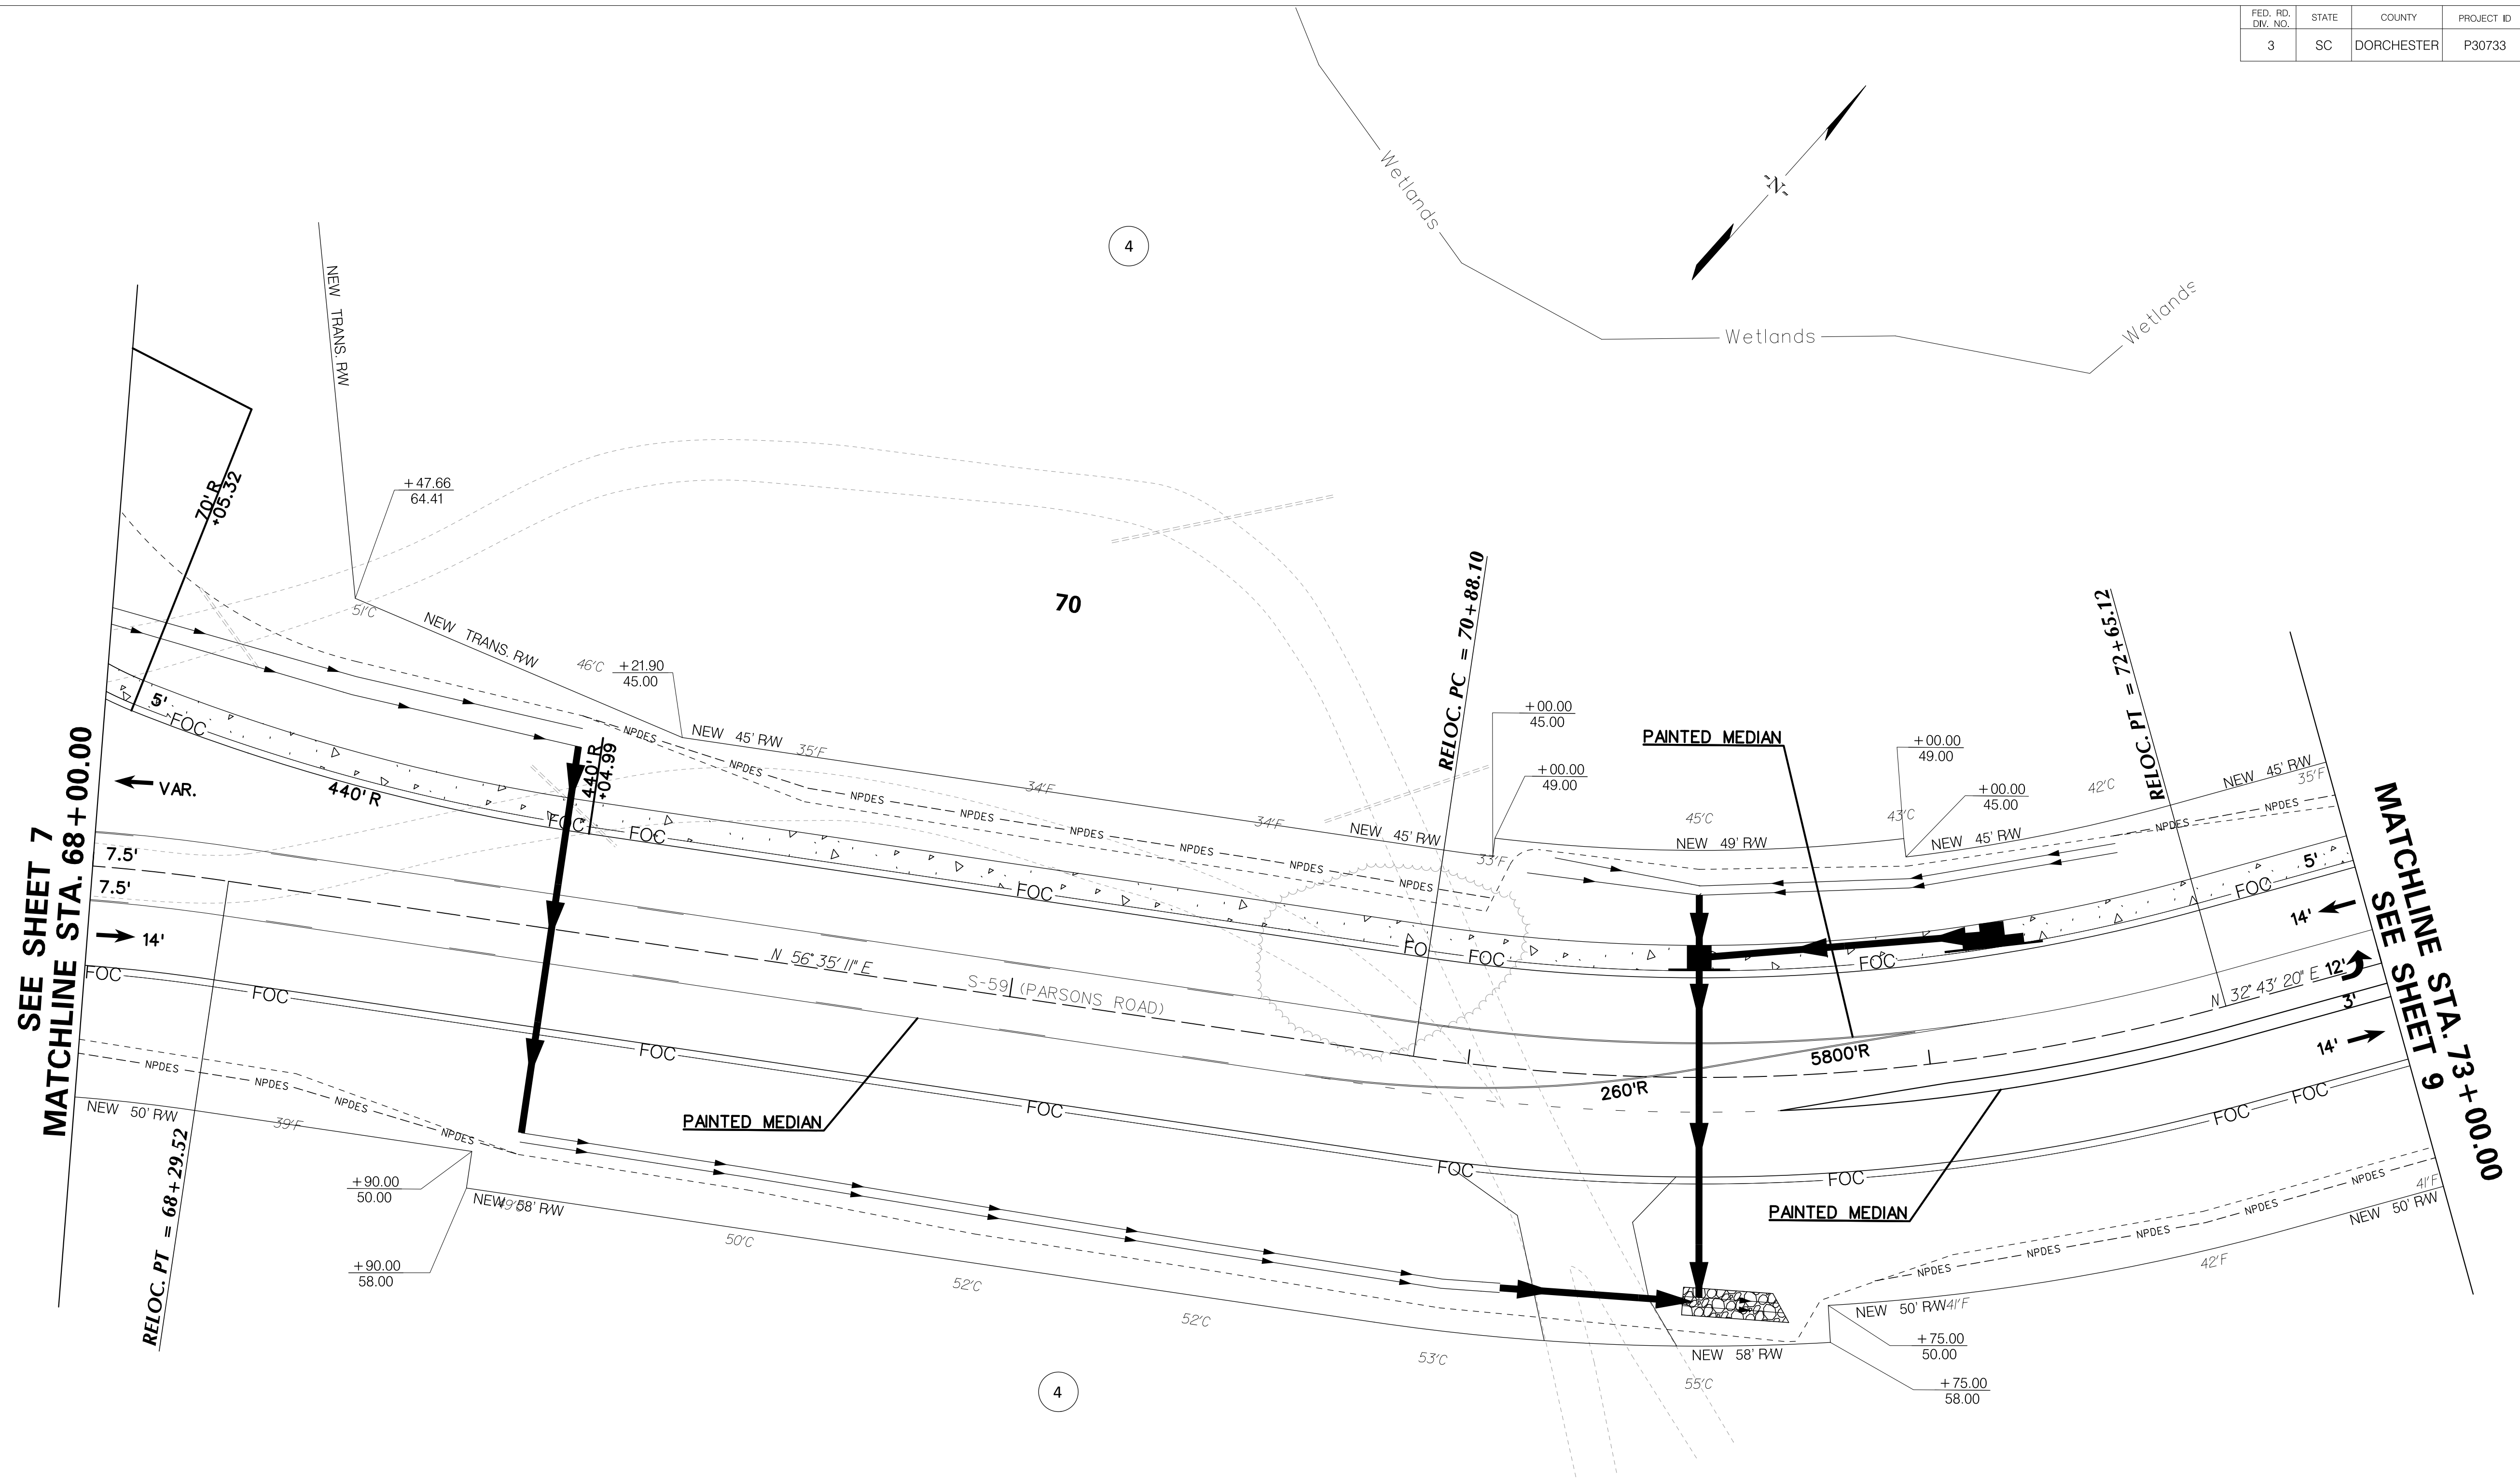 FED. RD. DIV. NO.
STATE
COUNTY
PROJECT ID
3
SC
DORCHESTER
P30733
Wetlands
-N-
4
Wetlands
Wetlands
NEW TRANS. R/W
70' R
+05.32
+47.66
64.41
51'C
NEW TRANS. R/W
46'C
+21.90
45.00
70
RELOC. PC = 70+88.10
RELOC. PT = 72+65.12
SEE SHEET 7
MATCHLINE STA. 68+00.00
5'
FOC
VAR.
440' R
440' R
+04.99
FOC
FOC
NPDES
NEW 45' R/W
35'F
NPDES
NPDES
34'F
NPDES
NPDES
34'F
NPDES
NEW 45' R/W
NPDES
33'F
NPDES
+00.00
45.00
+00.00
49.00
PAINTED MEDIAN
45'C
NEW 49' R/W
43'C
+00.00
49.00
+00.00
45.00
NEW 45' R/W
42'C
NEW 45' R/W
35'F
NPDES
NPDES
MATCHLINE STA. 73+00.00
SEE SHEET 9
7.5'
7.5'
14'
FOC
FO
FOC
FOC
FOC
5'
14'
12'
3'
14'
N 56° 35' 11" E
S-59 (PARSONS ROAD)
N 32° 43' 20" E
5800'R
260'R
FOC
FOC
FOC
FOC
FOC
FOC
FOC
FOC
NPDES
NPDES
NPDES
NPDES
NEW 50' R/W
39'F
RELOC. PT = 68+29.52
PAINTED MEDIAN
+90.00
50.00
NEW 58' R/W
49'C
+90.00
58.00
50'C
52'C
52'C
53'C
55'C
PAINTED MEDIAN
NEW 58' R/W
NEW 50' R/W
41'F
+75.00
50.00
+75.00
58.00
NPDES
NPDES
NPDES
NPDES
NPDES
42'F
41'F
NEW 50' R/W
4